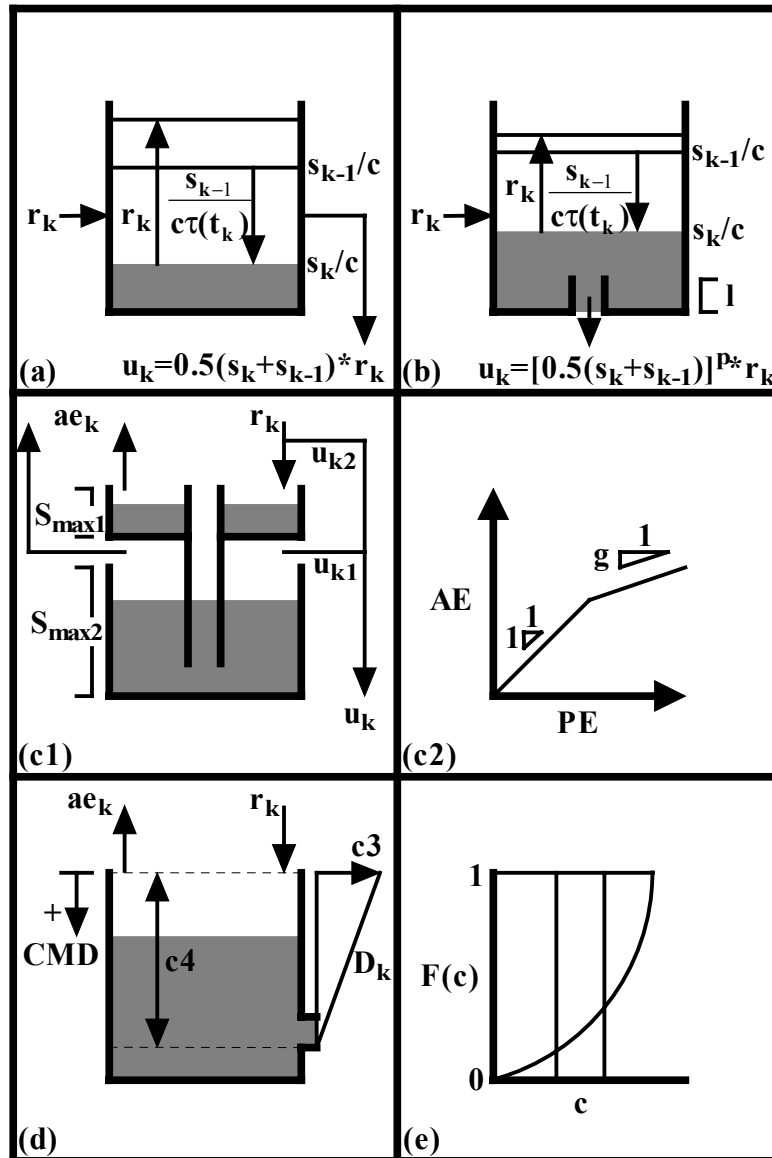 s_{k-1}/c
r_k
r_k
s_{k-1}
cτ(t_k)
s_k/c
(a)
u_k=0.5(s_k+s_{k-1})*r_k
s_{k-1}/c
r_k
r_k
s_{k-1}
cτ(t_k)
s_k/c
l
(b)
u_k=[0.5(s_k+s_{k-1})]^p*r_k
ae_k
r_k
u_{k2}
S_{max1}
u_{k1}
S_{max2}
u_k
(c1)
1
g
AE
1
1
PE
(c2)
ae_k
r_k
c3
+
CMD
c4
D_k
(d)
1
F(c)
0
c
(e)